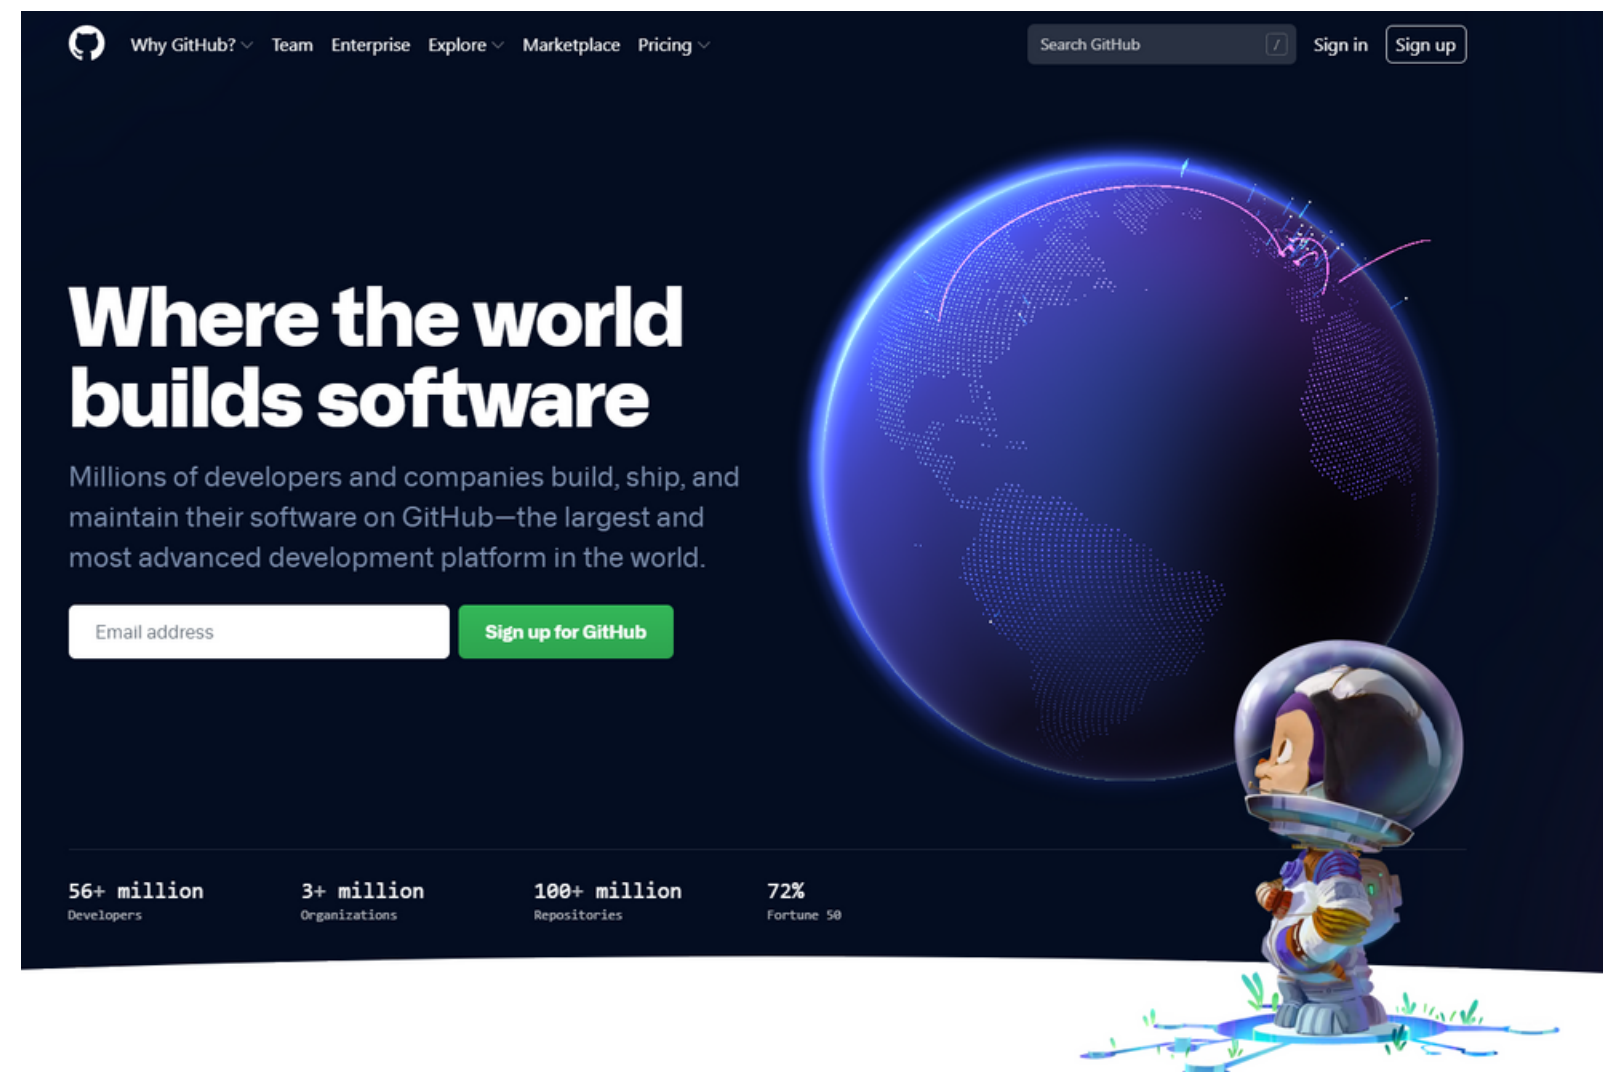 Why GitHub? Team Enterprise Explore Marketplace Pricing Search GitHub / Sign in Sign up
Where the world
builds software
Millions of developers and companies build, ship, and
maintain their software on GitHub—the largest and
most advanced development platform in the world.
Email address Sign up for GitHub
56+ million 3+ million 100+ million 72%
Developers Organizations Repositories Fortune 50